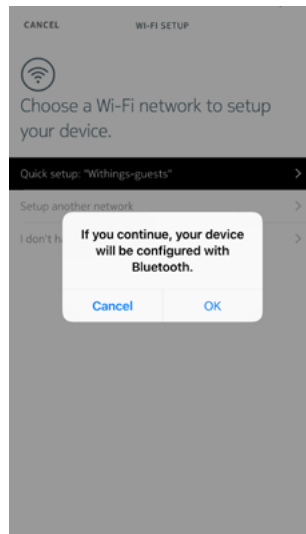 CANCEL WI-FI SETUP
Choose a Wi-Fi network to setup
your device.
Quick setup: "Withings-guests"
Setup another network
I don't h
If you continue, your device
will be configured with
Bluetooth.
Cancel OK